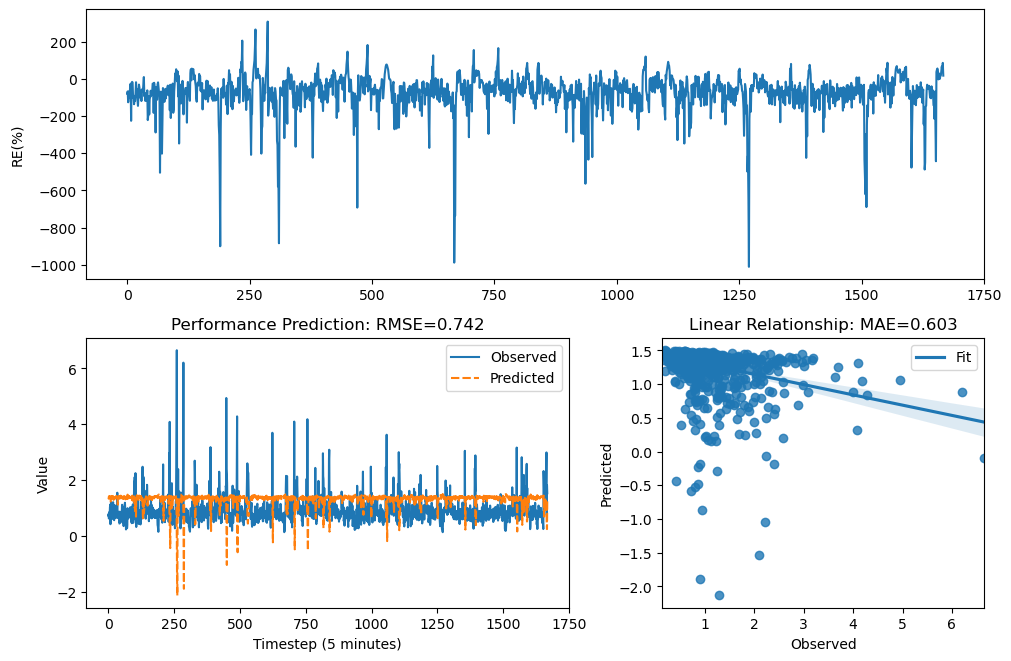 RE(%)
200
0
−200
−400
−600
−800
−1000
0 250 500 750 1000 1250 1500 1750
Performance Prediction: RMSE=0.742
Observed
Predicted
Value
6
4
2
0
−2
0 250 500 750 1000 1250 1500 1750
Timestep (5 minutes)
Linear Relationship: MAE=0.603
Fit
Predicted
1.5
1.0
0.5
0.0
−0.5
−1.0
−1.5
−2.0
1 2 3 4 5 6
Observed